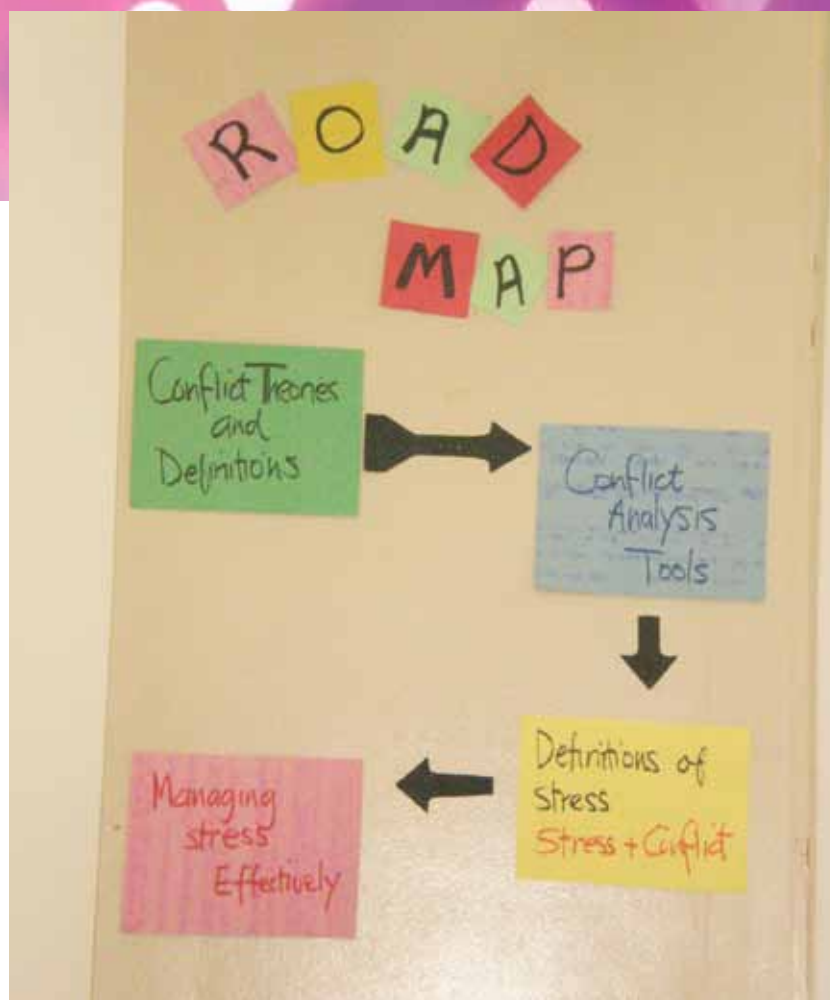 ROAD
MAP
Conflict Theories
and
Definitions
Conflict
Analysis
Tools
Definitions of
stress
Stress + Conflict
Managing
stress
Effectively